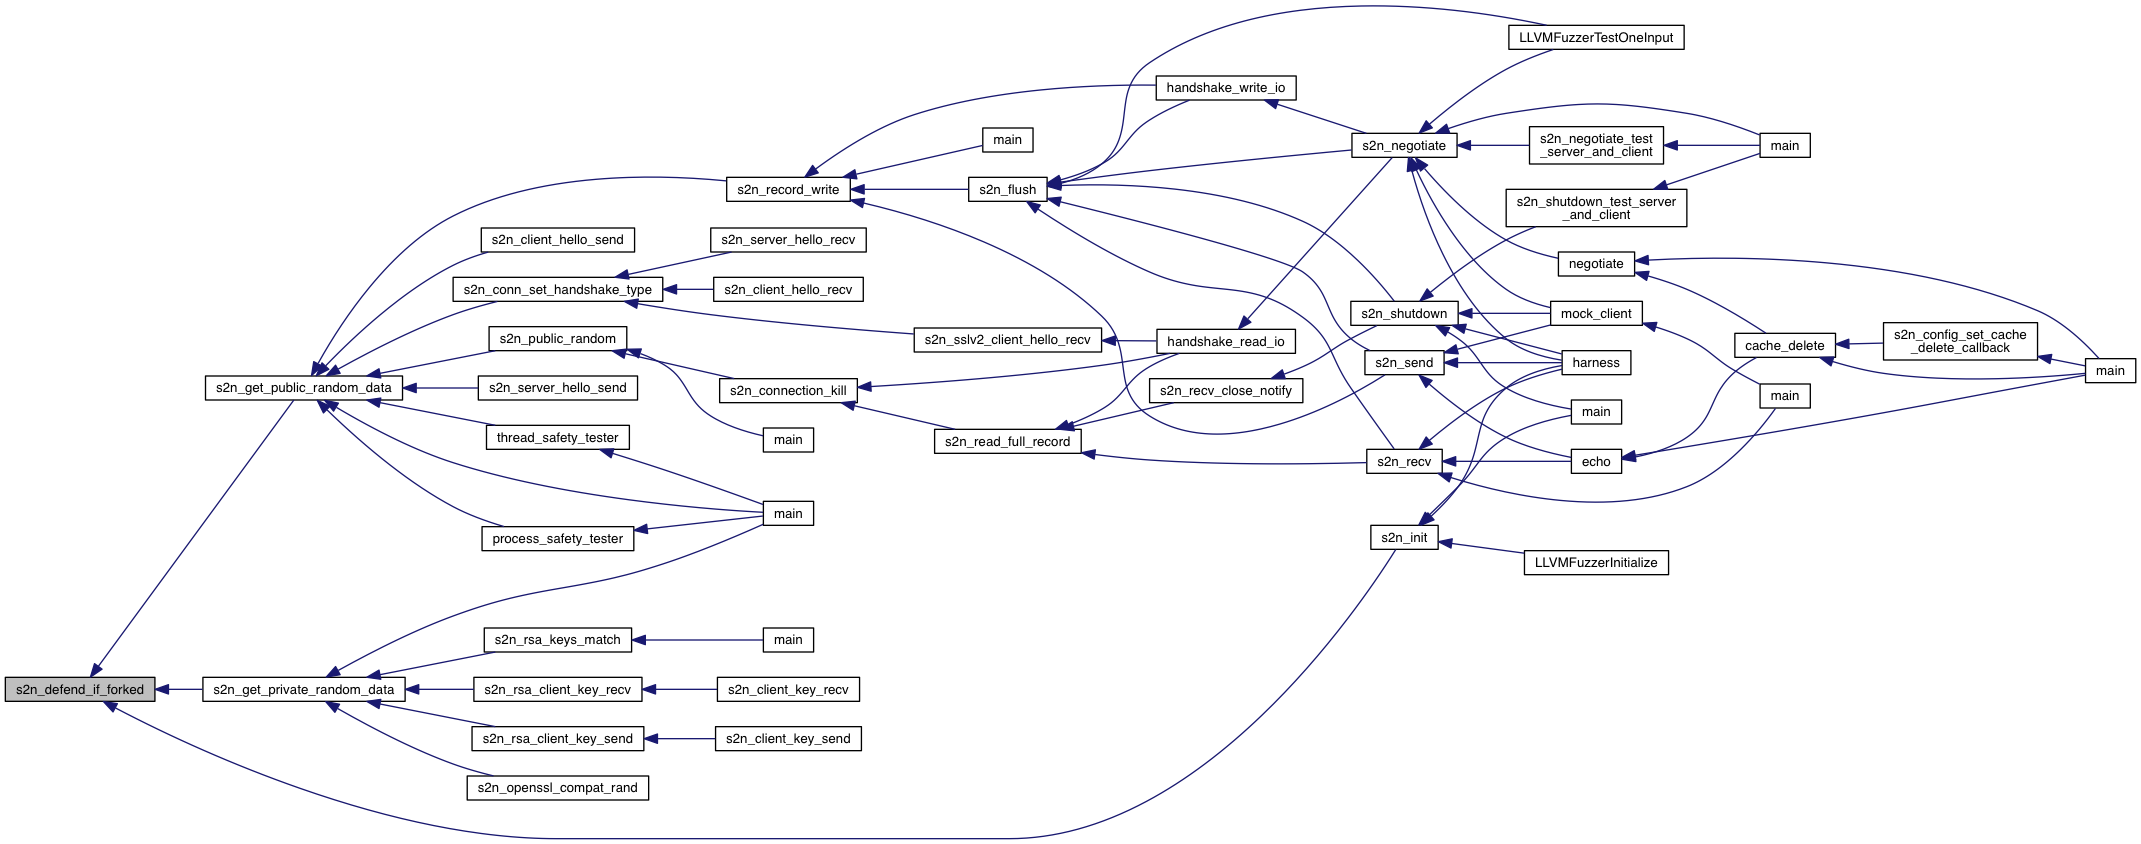 LLVMFuzzerTestOneInput
handshake_write_io
main
s2n_negotiate
s2n_negotiate_test
_server_and_client
main
s2n_record_write
s2n_flush
s2n_shutdown_test_server
_and_client
s2n_client_hello_send
s2n_server_hello_recv
negotiate
s2n_conn_set_handshake_type
s2n_client_hello_recv
s2n_shutdown
mock_client
s2n_public_random
s2n_sslv2_client_hello_recv
handshake_read_io
cache_delete
s2n_config_set_cache
_delete_callback
s2n_send
harness
main
s2n_get_public_random_data
s2n_server_hello_send
s2n_connection_kill
s2n_recv_close_notify
main
main
thread_safety_tester
main
s2n_read_full_record
s2n_recv
echo
main
process_safety_tester
s2n_init
LLVMFuzzerInitialize
s2n_rsa_keys_match
main
s2n_defend_if_forked
s2n_get_private_random_data
s2n_rsa_client_key_recv
s2n_client_key_recv
s2n_rsa_client_key_send
s2n_client_key_send
s2n_openssl_compat_rand